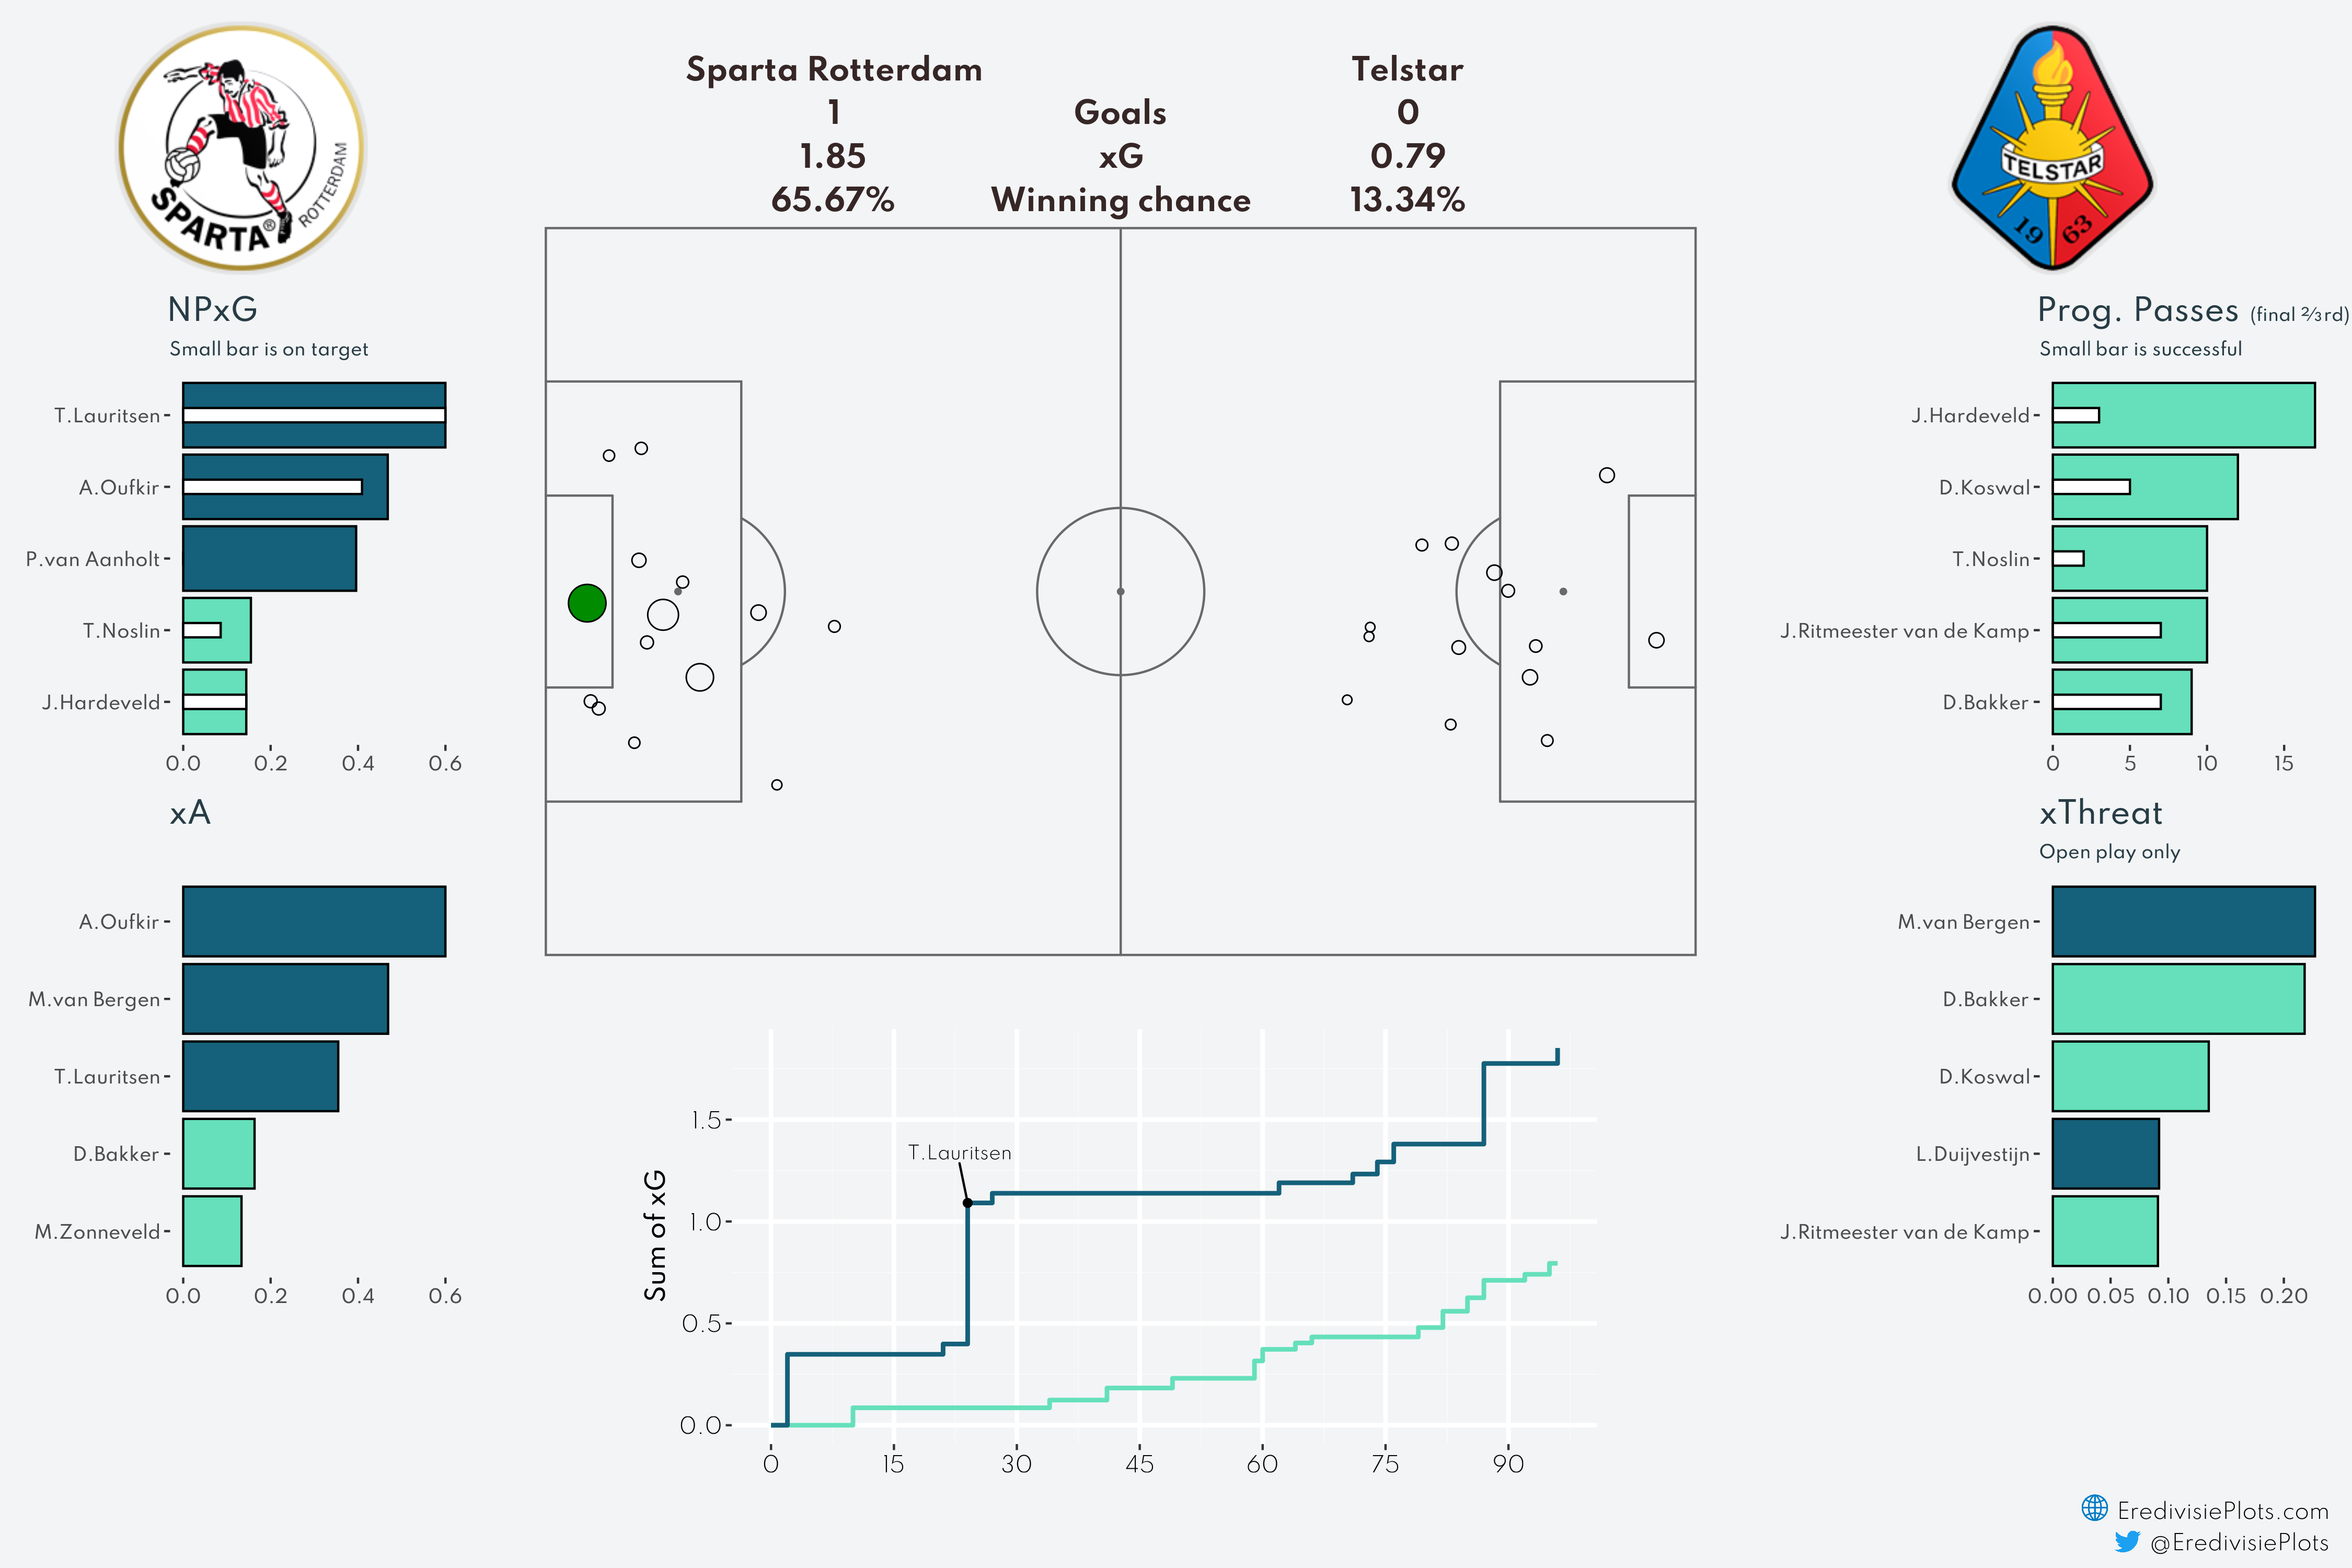 SPARTA®
ROTTERDAM
Sparta Rotterdam Telstar
1 Goals 0
1.85 xG 0.79
65.67% Winning chance 13.34%
TELSTAR
19 63
NPxG
Small bar is on target
T.Lauritsen
A.Oufkir
P.van Aanholt
T.Noslin
J.Hardeveld
0.0 0.2 0.4 0.6
xA
A.Oufkir
M.van Bergen
T.Lauritsen
D.Bakker
M.Zonneveld
0.0 0.2 0.4 0.6
Sum of xG
1.5
1.0
0.5
0.0
T.Lauritsen
0 15 30 45 60 75 90
Prog. Passes (final ⅔rd)
Small bar is successful
J.Hardeveld
D.Koswal
T.Noslin
J.Ritmeester van de Kamp
D.Bakker
0 5 10 15
xThreat
Open play only
M.van Bergen
D.Bakker
D.Koswal
L.Duijvestijn
J.Ritmeester van de Kamp
0.00 0.05 0.10 0.15 0.20
EredivisiePlots.com
@EredivisiePlots